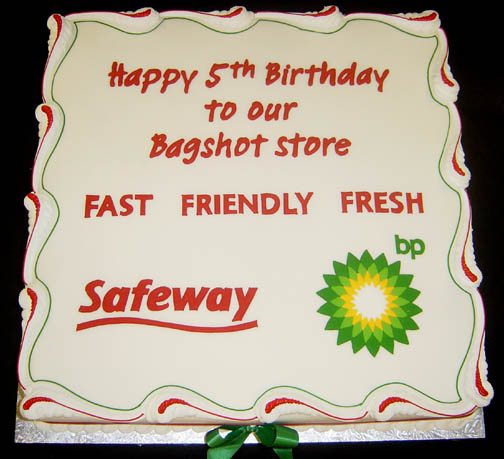 Happy 5th Birthday
to our
Bagshot store
FAST FRIENDLY FRESH
bp
Safeway